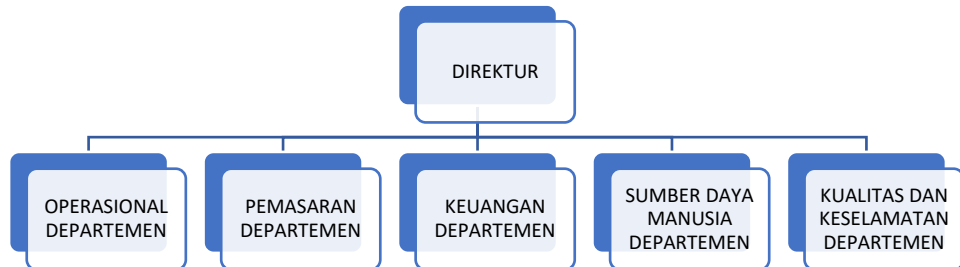 DIREKTUR
OPERASIONAL
DEPARTEMEN
PEMASARAN
DEPARTEMEN
KEUANGAN
DEPARTEMEN
SUMBER DAYA
MANUSIA
DEPARTEMEN
KUALITAS DAN
KESELAMATAN
DEPARTEMEN